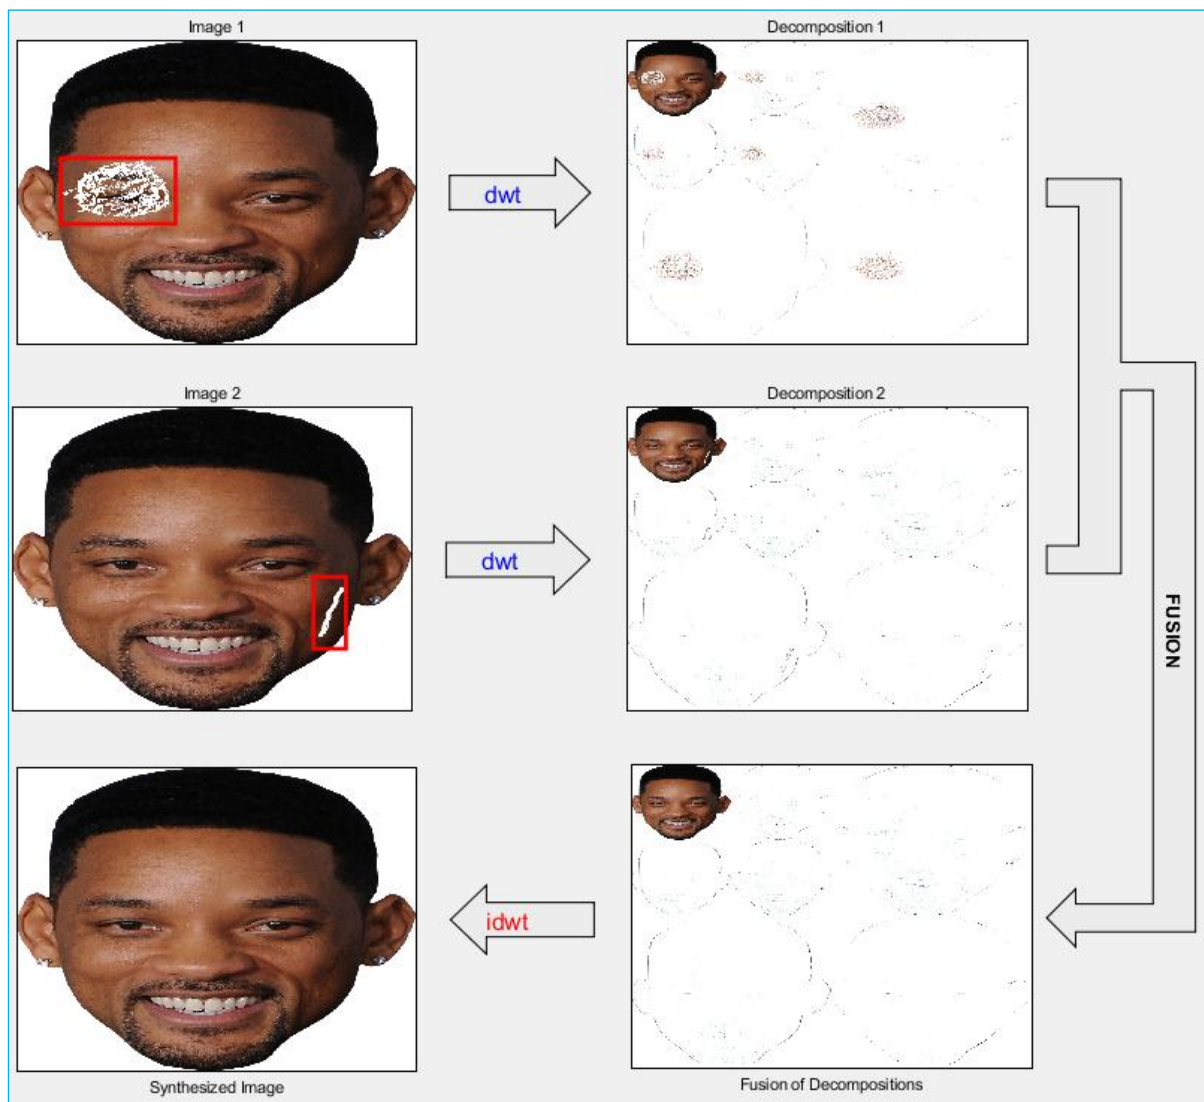 Image 1
Decomposition 1
dwt
Image 2
Decomposition 2
dwt
FUSION
idwt
Synthesized Image
Fusion of Decompositions